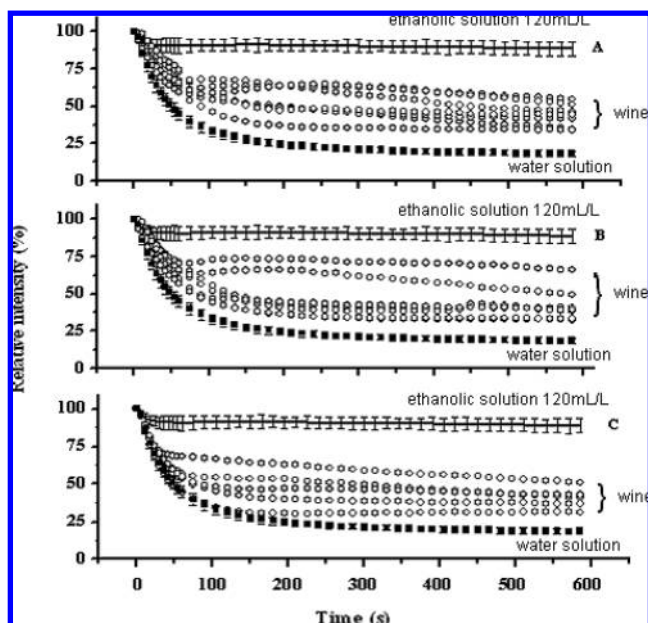 ethanolic solution 120mL/L
A
100
75
50
25
0
wine
water solution
ethanolic solution 120mL/L
B
100
75
50
25
0
wine
water solution
Relative intensity (%)
ethanolic solution 120mL/L
C
100
75
50
25
0
wine
water solution
0 100 200 300 400 500 600
Time (s)